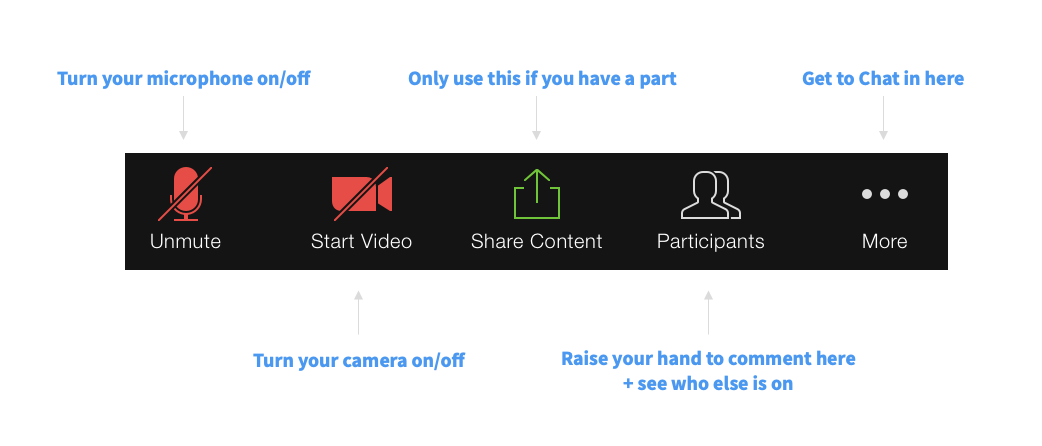 Turn your microphone on/off
Only use this if you have a part
Get to Chat in here
Unmute
Start Video
Share Content
Participants
More
Turn your camera on/off
Raise your hand to comment here
+ see who else is on